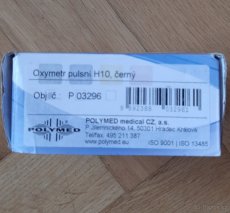 Oxymetr pulsní H10, černý
Obj.č.: P 03296
POLYMED
POLYMED medical CZ, a.s.
P. Jilemnického 14, 50301 Hradec Králové
Tel/fax. 495 211 387
www.polymed.eu
ISO 9001 | ISO 13485